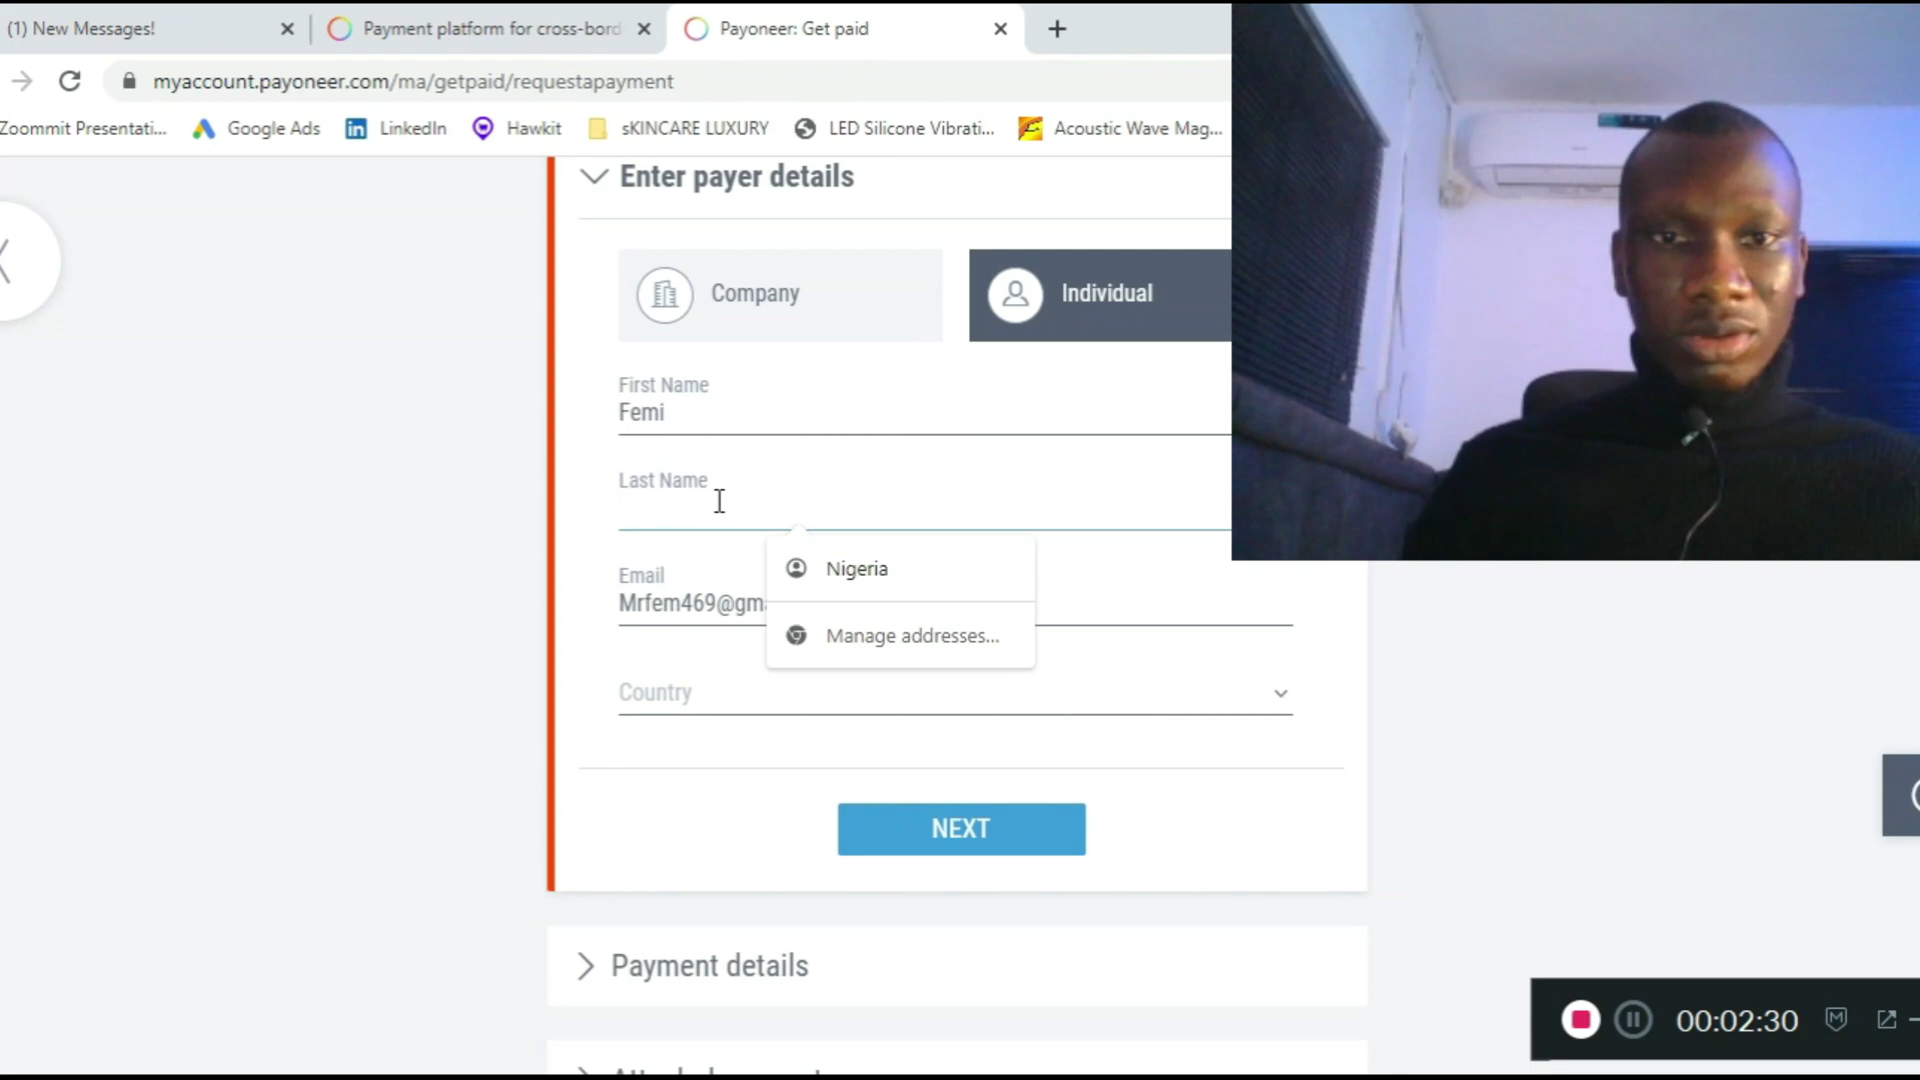 (1) New Messages!
Payment platform for cross-bord
Payoneer: Get paid
myaccount.payoneer.com/ma/getpaid/requestapayment
Zoommit Presentati...
Google Ads
LinkedIn
Hawkit
sKINCARE LUXURY
LED Silicone Vibrati...
Acoustic Wave Mag...
Enter payer details
Company
Individual
First Name
Femi
Last Name
Nigeria
Email
Mrfem469@gm
Manage addresses...
Country
NEXT
Payment details
00:02:30